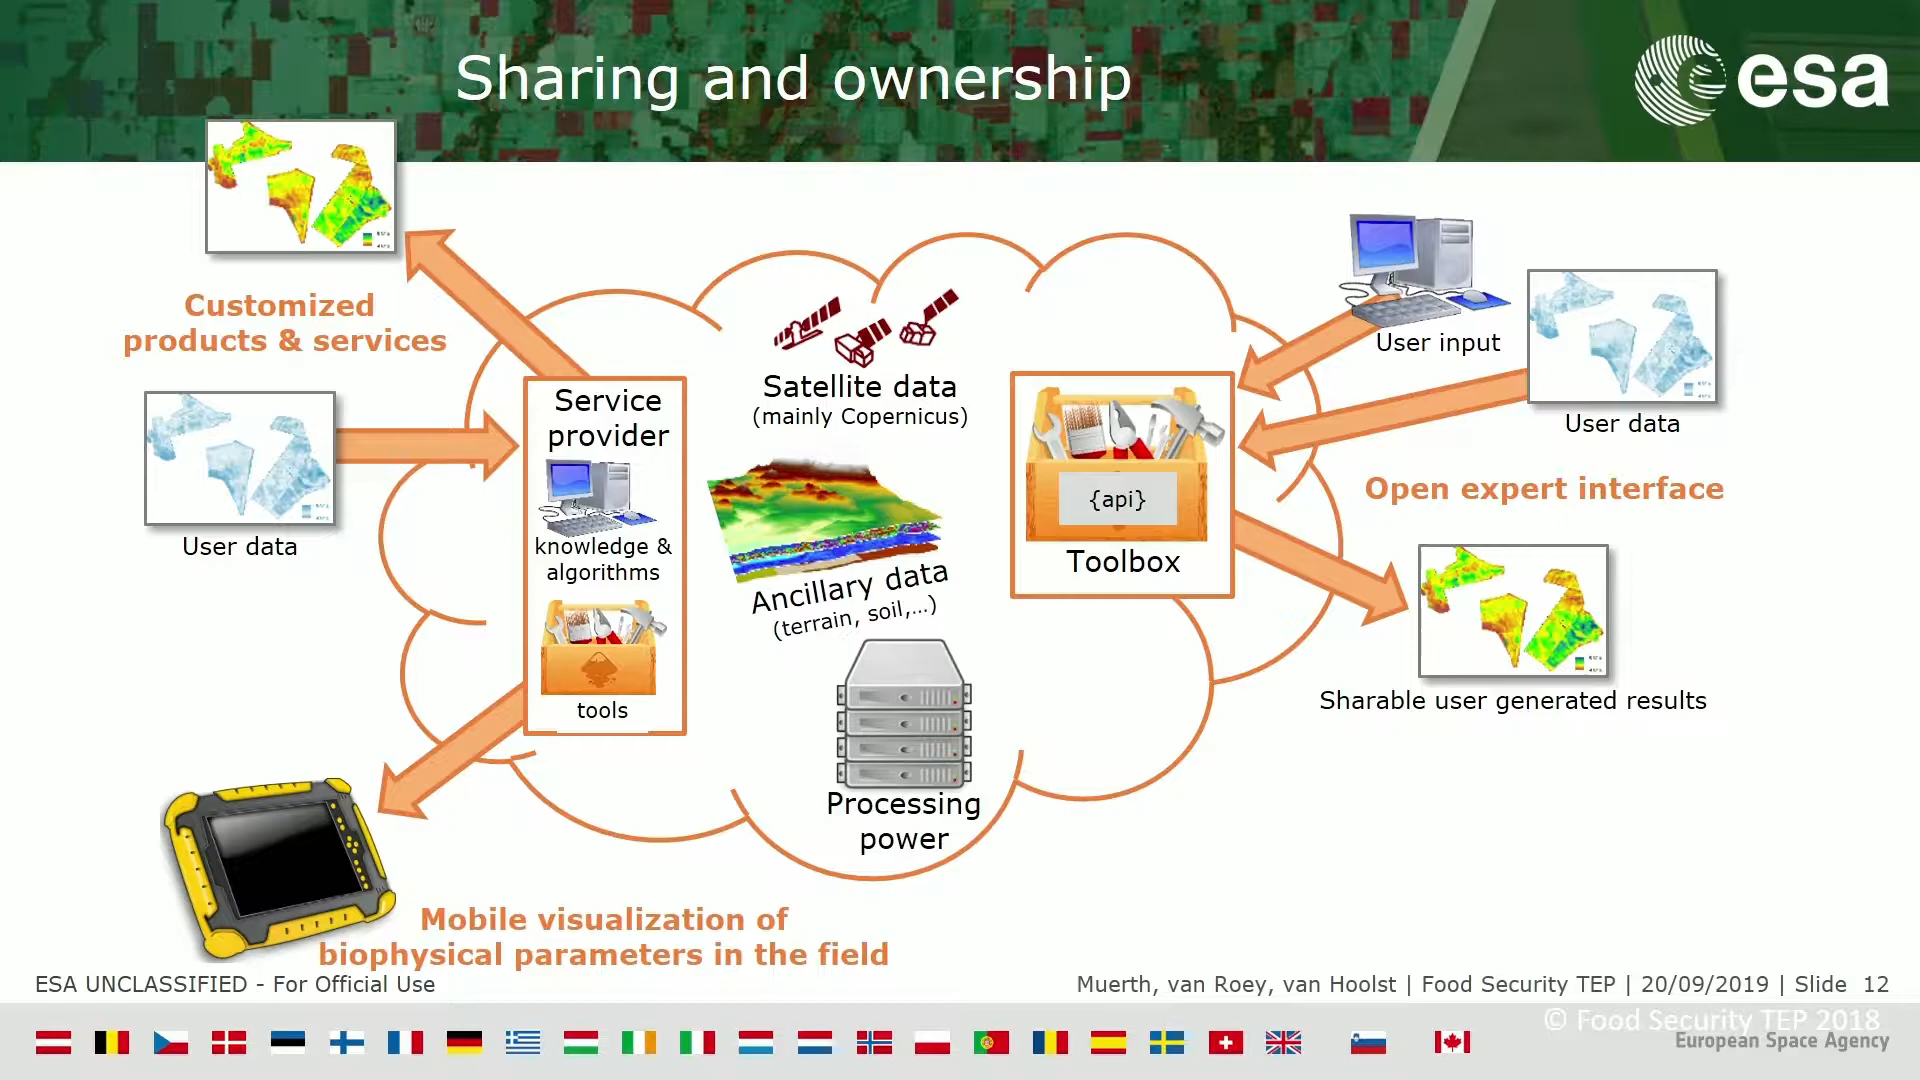 Sharing and ownership
esa
Customized
products & services
User data
Service
provider
knowledge &
algorithms
tools
Satellite data
(mainly Copernicus)
Ancillary data
(terrain, soil,...)
Processing
power
{api}
Toolbox
User input
User data
Open expert interface
Sharable user generated results
Mobile visualization of
biophysical parameters in the field
ESA UNCLASSIFIED - For Official Use
Muerth, van Roey, van Hoolst | Food Security TEP | 20/09/2019 | Slide 12
© Food Security TEP 2018
European Space Agency